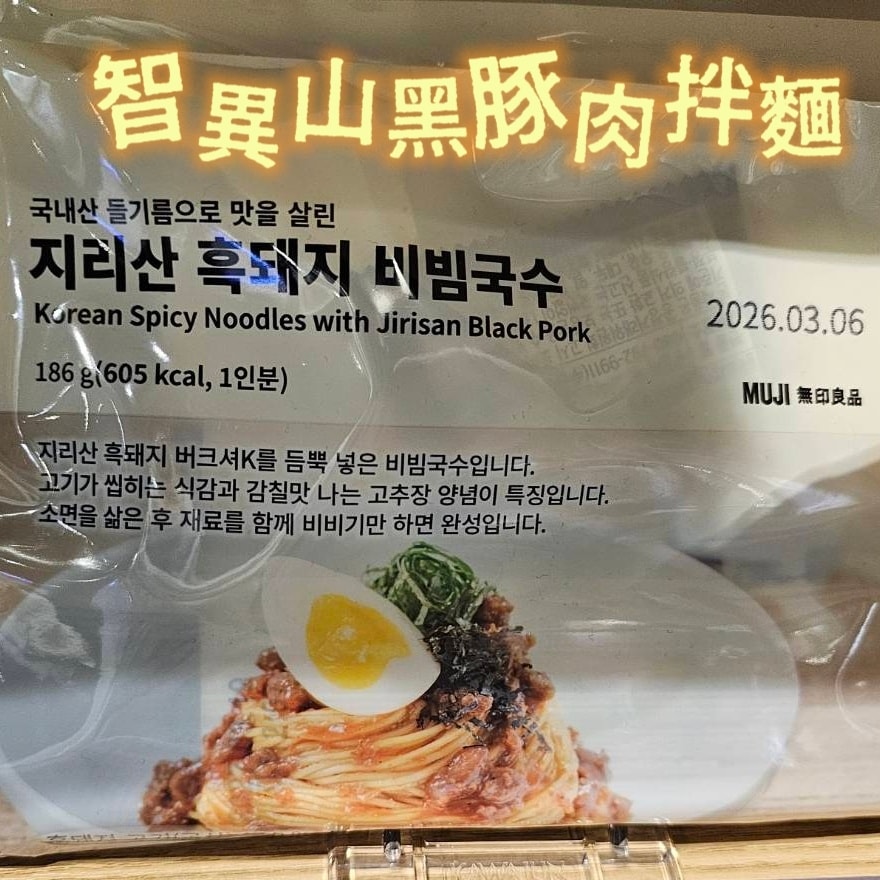 智異山黑豚肉拌麵
국내산 들기름으로 맛을 살린
지리산 흑돼지 비빔국수
Korean Spicy Noodles with Jirisan Black Pork
2026.03.06
186 g(605 kcal, 1인분)
MUJI 無印良品
지리산 흑돼지 버크셔K를 듬뿍 넣은 비빔국수입니다.
고기가 씹히는 식감과 감칠맛 나는 고추장 양념이 특징입니다.
소면을 삶은 후 재료를 함께 비비기만 하면 완성입니다.